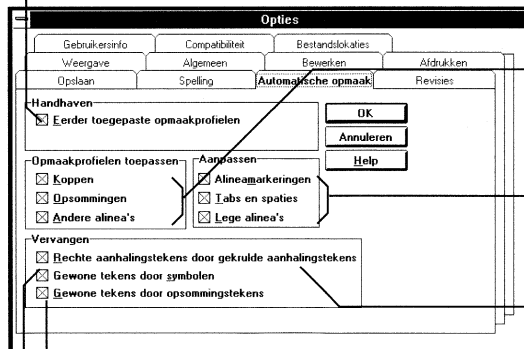 Opties
Gebruikersinfo Compatibiliteit Bestandslokaties
Weergave Algemeen Bewerken Afdrukken
Opslaan Spelling Automatische opmaak Revisies
Handhaven
Eerder toegepaste opmaakprofielen
OK
Annuleren
Help
Opmaakprofielen toepassen
Koppen
Opsommingen
Andere alinea's
Aanpassen
Alineamarkeringen
Tabs en spaties
Lege alinea's
Vervangen
Rechte aanhalingstekens door gekrulde aanhalingstekens
Gewone tekens door symbolen
Gewone tekens door opsommingstekens